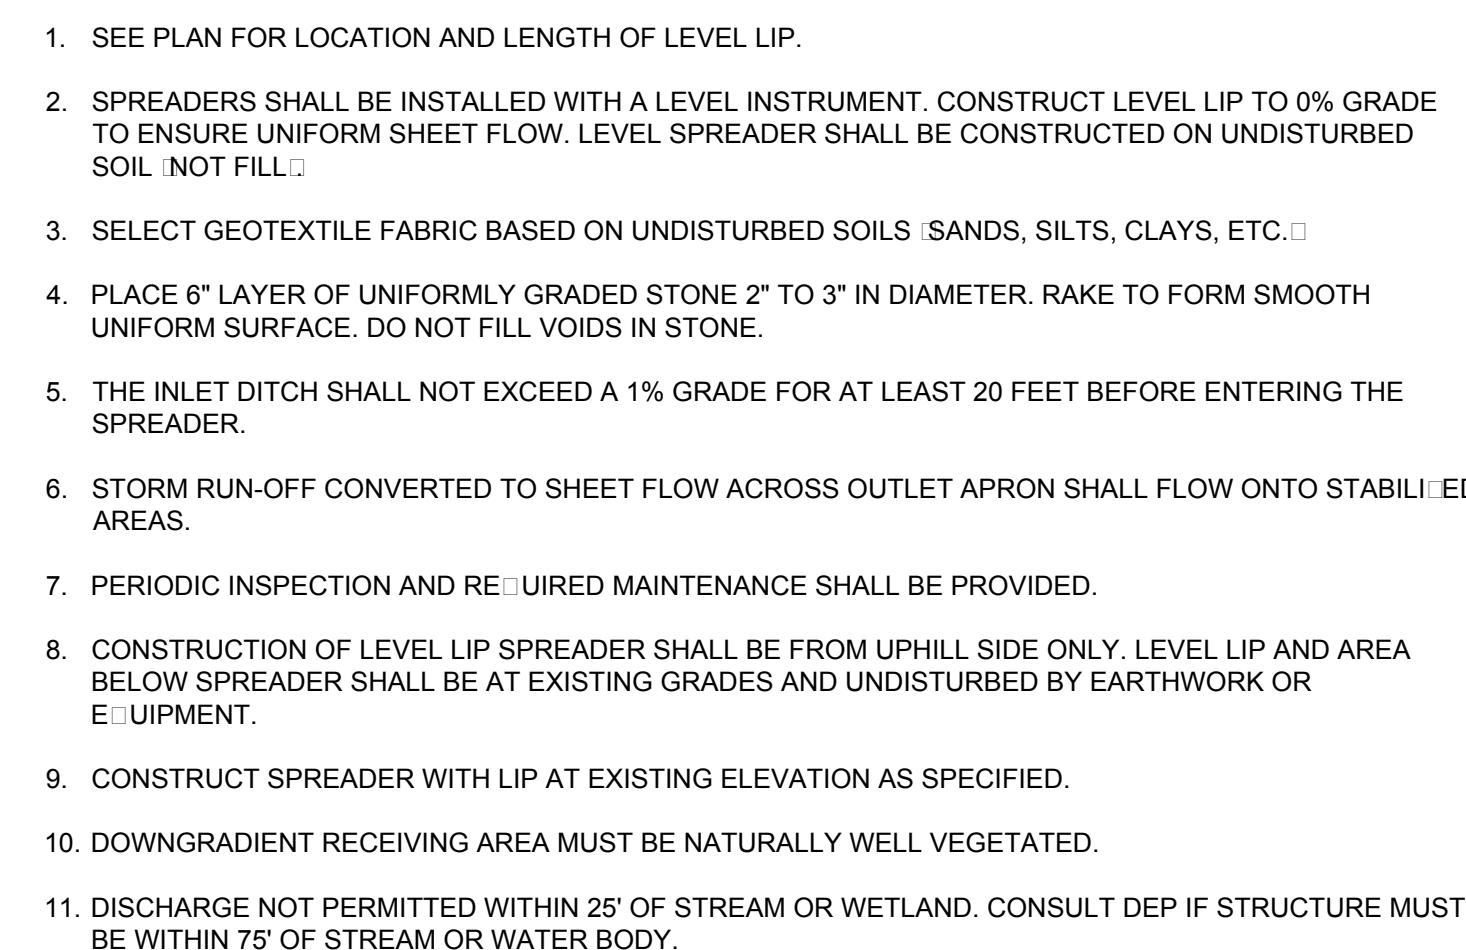 1. SEE PLAN FOR LOCATION AND LENGTH OF LEVEL LIP.
2. SPREADERS SHALL BE INSTALLED WITH A LEVEL INSTRUMENT. CONSTRUCT LEVEL LIP TO 0% GRADE
TO ENSURE UNIFORM SHEET FLOW. LEVEL SPREADER SHALL BE CONSTRUCTED ON UNDISTURBED
SOIL □NOT FILL□.
3. SELECT GEOTEXTILE FABRIC BASED ON UNDISTURBED SOILS □SANDS, SILTS, CLAYS, ETC.□
4. PLACE 6" LAYER OF UNIFORMLY GRADED STONE 2" TO 3" IN DIAMETER. RAKE TO FORM SMOOTH
UNIFORM SURFACE. DO NOT FILL VOIDS IN STONE.
5. THE INLET DITCH SHALL NOT EXCEED A 1% GRADE FOR AT LEAST 20 FEET BEFORE ENTERING THE
SPREADER.
6. STORM RUN-OFF CONVERTED TO SHEET FLOW ACROSS OUTLET APRON SHALL FLOW ONTO STABILI□ED
AREAS.
7. PERIODIC INSPECTION AND RE□UIRED MAINTENANCE SHALL BE PROVIDED.
8. CONSTRUCTION OF LEVEL LIP SPREADER SHALL BE FROM UPHILL SIDE ONLY. LEVEL LIP AND AREA
BELOW SPREADER SHALL BE AT EXISTING GRADES AND UNDISTURBED BY EARTHWORK OR
E□UIPMENT.
9. CONSTRUCT SPREADER WITH LIP AT EXISTING ELEVATION AS SPECIFIED.
10. DOWNGRADIENT RECEIVING AREA MUST BE NATURALLY WELL VEGETATED.
11. DISCHARGE NOT PERMITTED WITHIN 25' OF STREAM OR WETLAND. CONSULT DEP IF STRUCTURE MUST
BE WITHIN 75' OF STREAM OR WATER BODY.